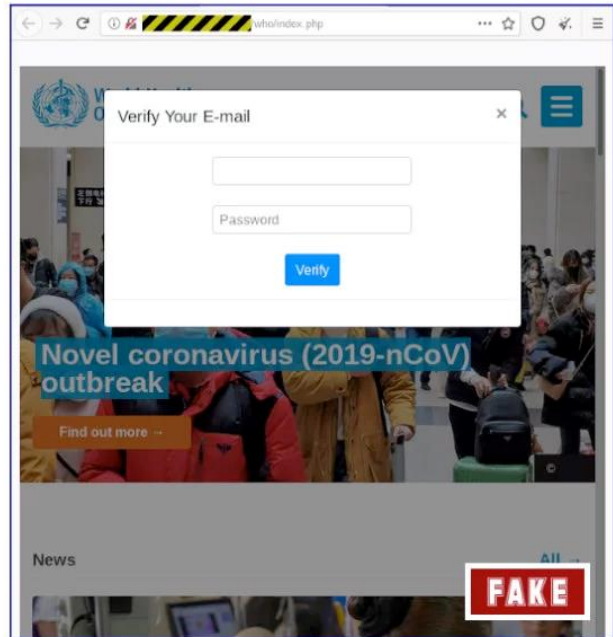 /who/index.php
Verify Your E-mail
×
Password
Verify
Novel coronavirus (2019-nCoV)
outbreak
Find out more →
©
News
All →
FAKE